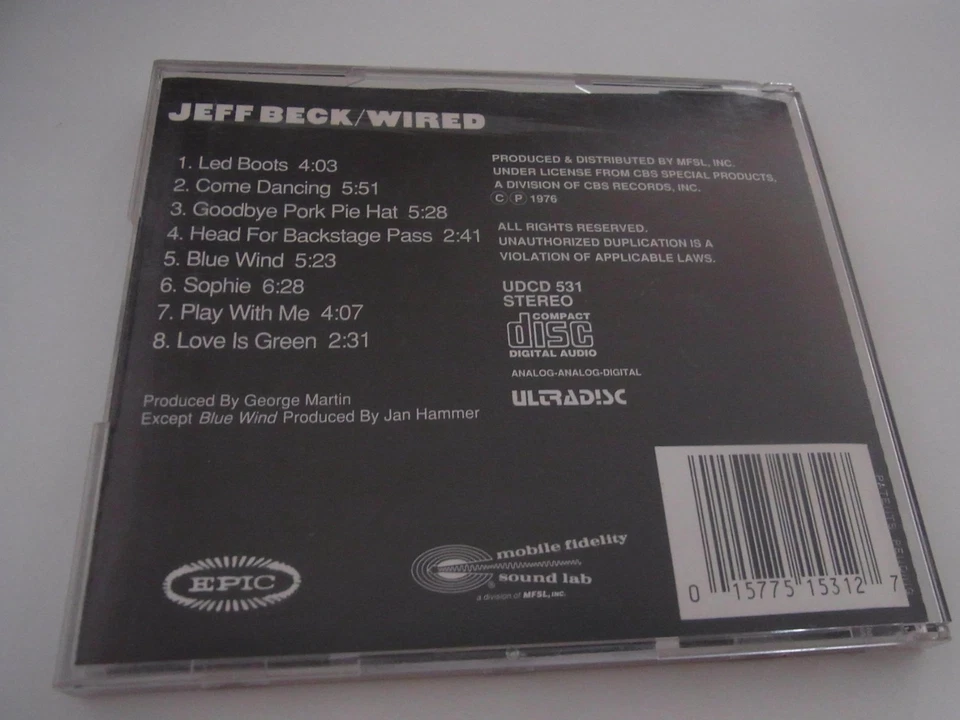 JEFF BECK/WIRED
1. Led Boots 4:03
2. Come Dancing 5:51
3. Goodbye Pork Pie Hat 5:28
4. Head For Backstage Pass 2:41
5. Blue Wind 5:23
6. Sophie 6:28
7. Play With Me 4:07
8. Love Is Green 2:31
Produced By George Martin
Except Blue Wind Produced By Jan Hammer
PRODUCED & DISTRIBUTED BY MFSL, INC.
UNDER LICENSE FROM CBS SPECIAL PRODUCTS,
A DIVISION OF CBS RECORDS, INC.
Ⓒ Ⓟ 1976
ALL RIGHTS RESERVED.
UNAUTHORIZED DUPLICATION IS A
VIOLATION OF APPLICABLE LAWS.
UDCD 531
STEREO
COMPACT
disc
DIGITAL AUDIO
ANALOG-ANALOG-DIGITAL
ULTRADISC
EPIC
mobile fidelity
sound lab
®
a division of MFSL, INC.
0 15775 15312 7